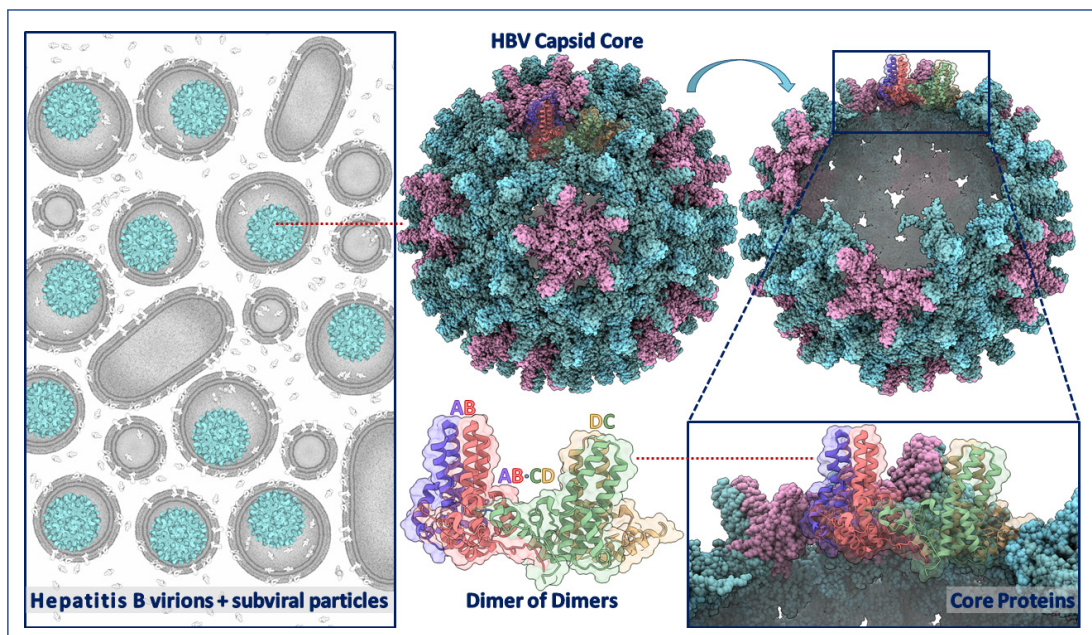 HBV Capsid Core
AB
DC
AB·CD
Hepatitis B virions + subviral particles
Dimer of Dimers
Core Proteins